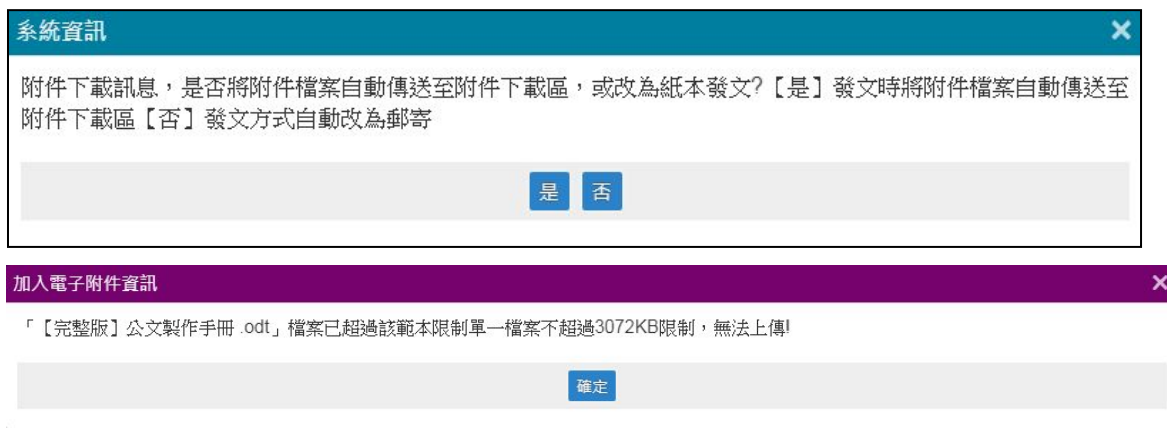 系統資訊
附件下載訊息，是否將附件檔案自動傳送至附件下載區，或改為紙本發文?【是】發文時將附件檔案自動傳送至
附件下載區【否】發文方式自動改為郵寄
是 否
加入電子附件資訊
「【完整版】公文製作手冊 .odt」檔案已超過該範本限制單一檔案不超過3072KB限制，無法上傳!
確定